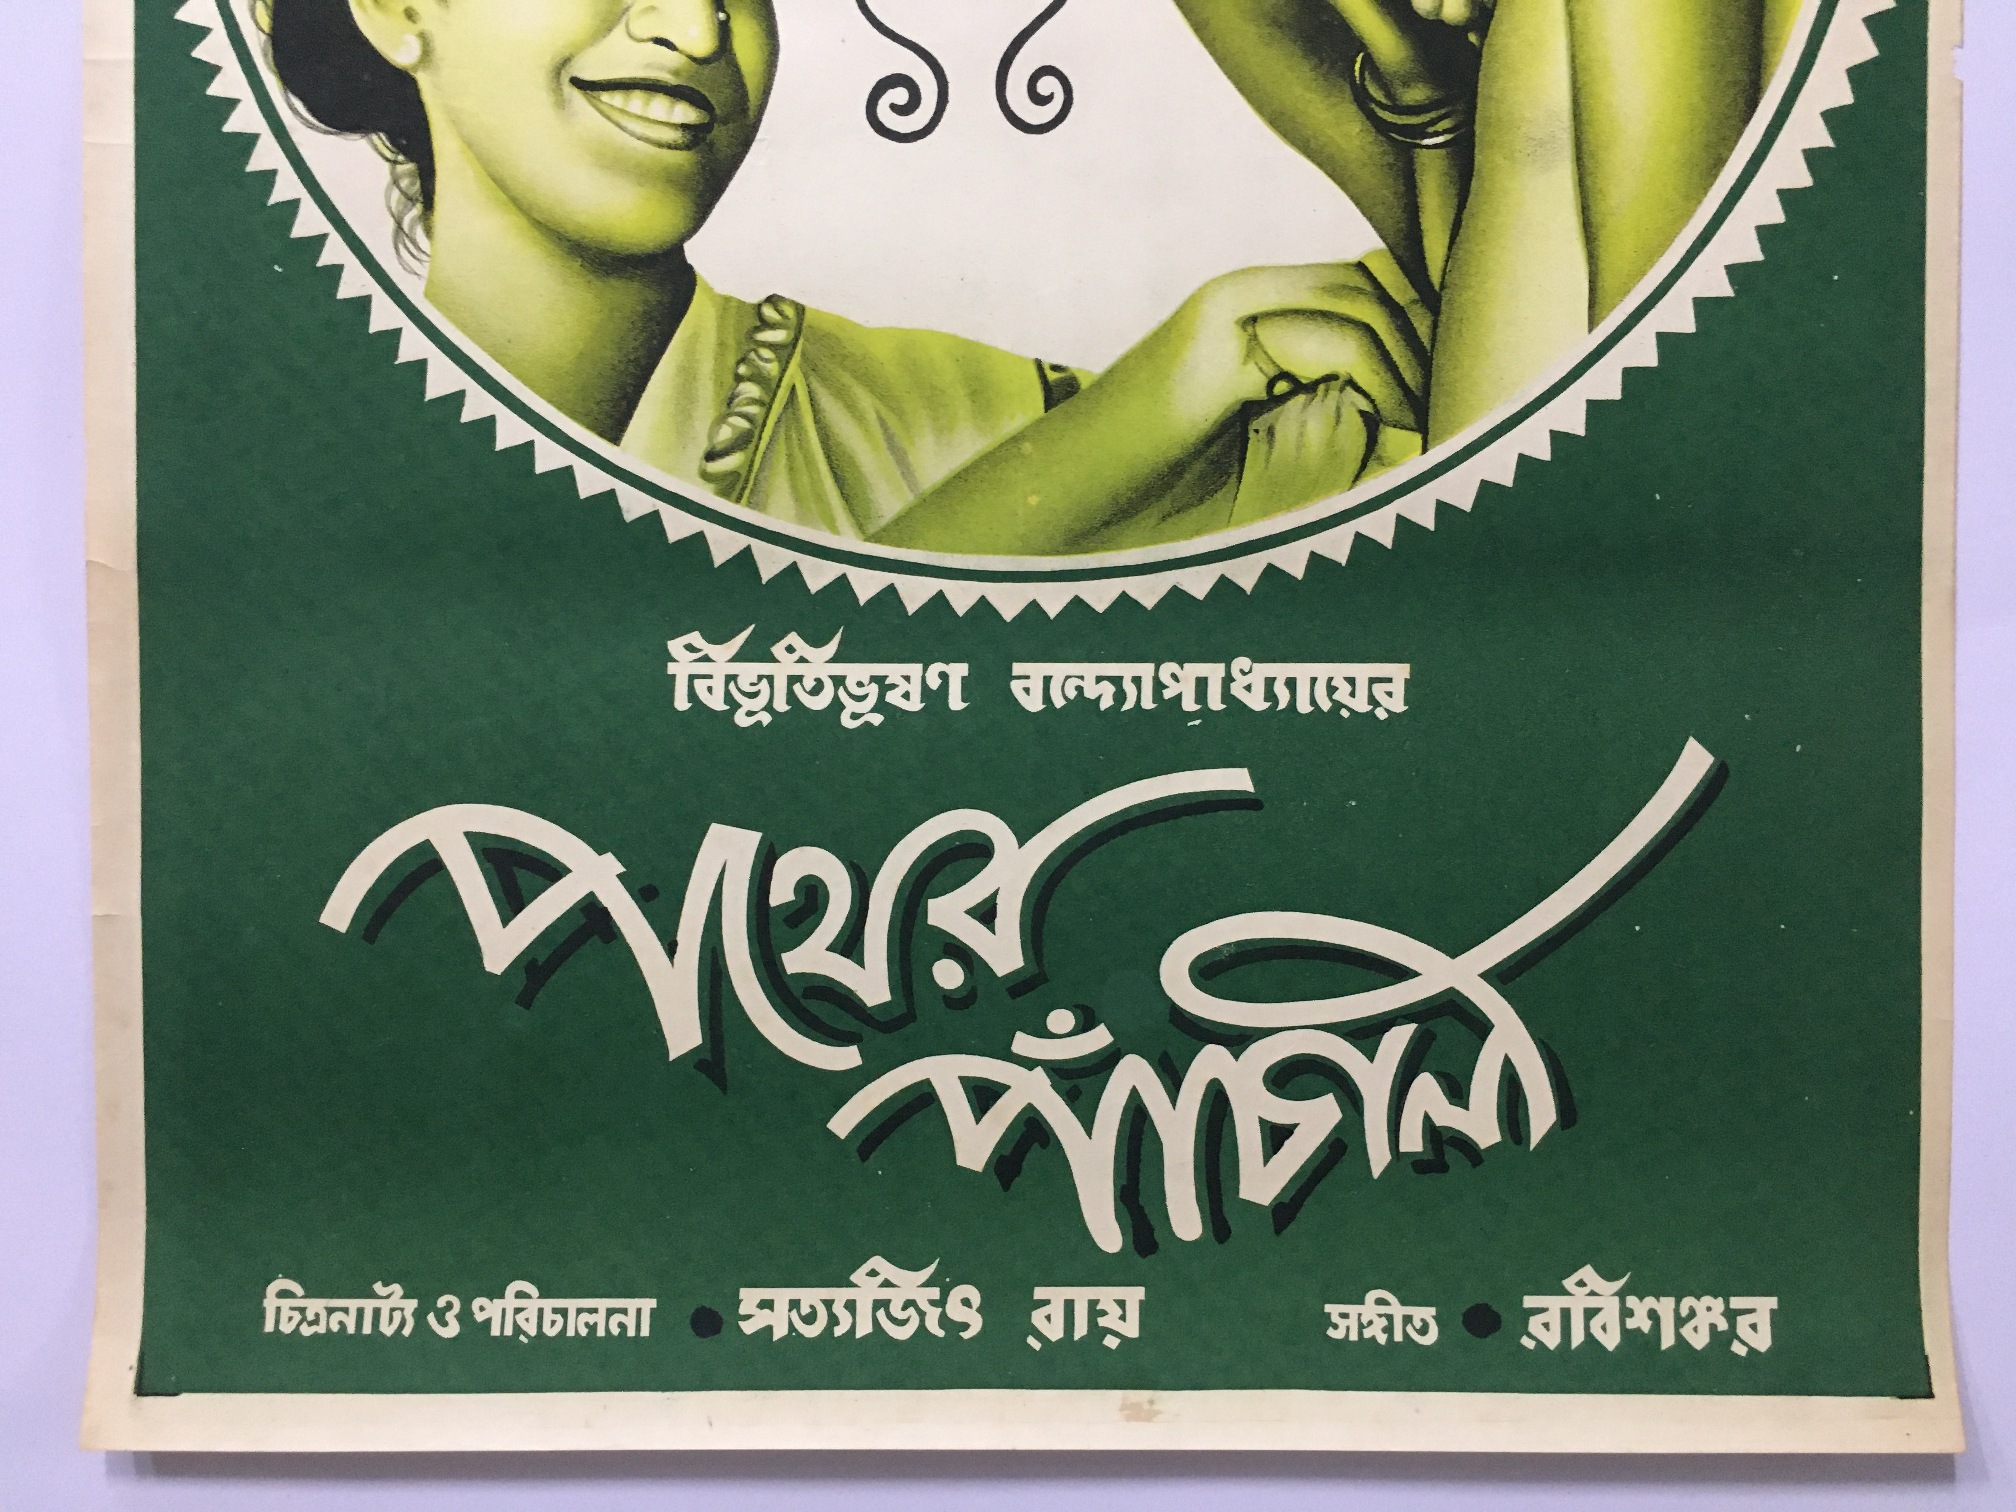 বিভূতিভূষণ বন্দ্যোপাধ্যায়ের
পথের
পাঁচালী
চিত্রনাট্য ও পরিচালনা ● সত্যজিৎ রায় সঙ্গীত ● রবিশঙ্কর